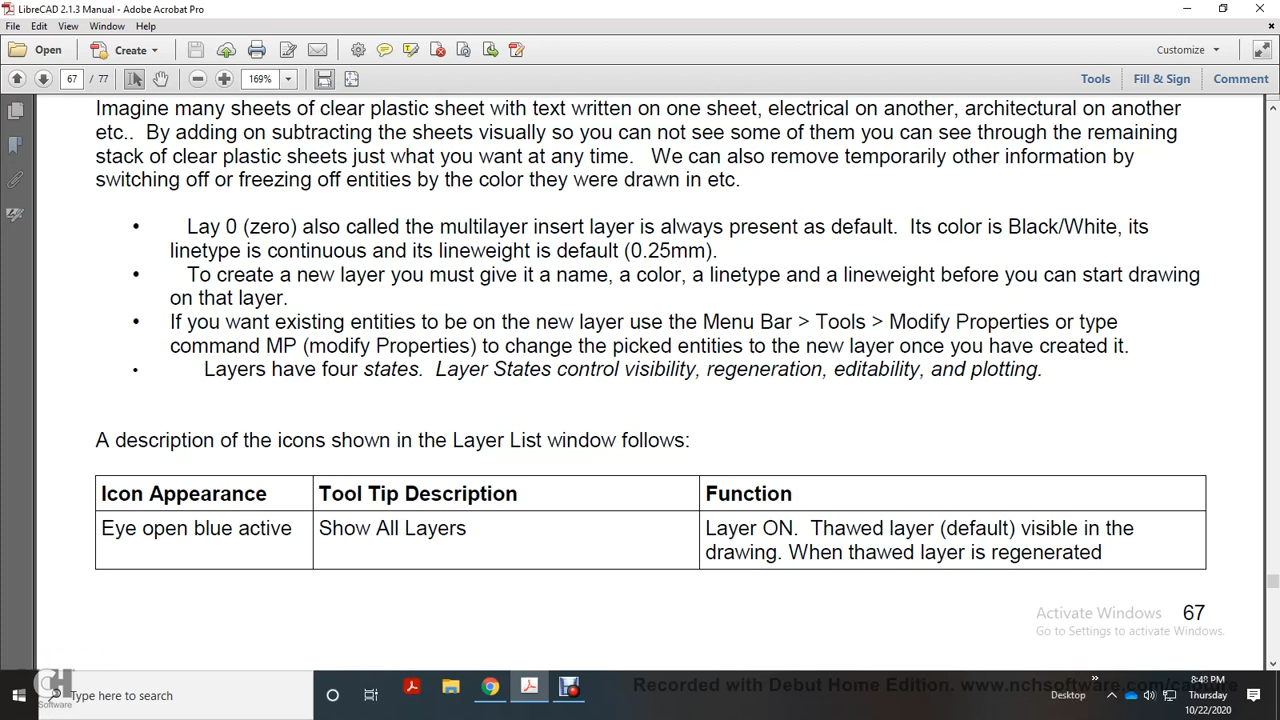 LibreCAD 2.1.3 Manual - Adobe Acrobat Pro
File Edit View Window Help
Open Create Customize
67 / 77 169% Tools Fill & Sign Comment
Imagine many sheets of clear plastic sheet with text written on one sheet, electrical on another, architectural on another
etc.. By adding on subtracting the sheets visually so you can not see some of them you can see through the remaining
stack of clear plastic sheets just what you want at any time. We can also remove temporarily other information by
switching off or freezing off entities by the color they were drawn in etc.
• Lay 0 (zero) also called the multilayer insert layer is always present as default. Its color is Black/White, its
linetype is continuous and its lineweight is default (0.25mm).
• To create a new layer you must give it a name, a color, a linetype and a lineweight before you can start drawing
on that layer.
• If you want existing entities to be on the new layer use the Menu Bar > Tools > Modify Properties or type
command MP (modify Properties) to change the picked entities to the new layer once you have created it.
• Layers have four states. Layer States control visibility, regeneration, editability, and plotting.
A description of the icons shown in the Layer List window follows:
Icon Appearance Tool Tip Description Function
Eye open blue active Show All Layers Layer ON. Thawed layer (default) visible in the
drawing. When thawed layer is regenerated
Activate Windows 67
Go to Settings to activate Windows.
CH
Software
Type here to search
Recorded with Debut Home Edition. www.nchsoftware.com/capture
Desktop
8:48 PM
Thursday
10/22/2020